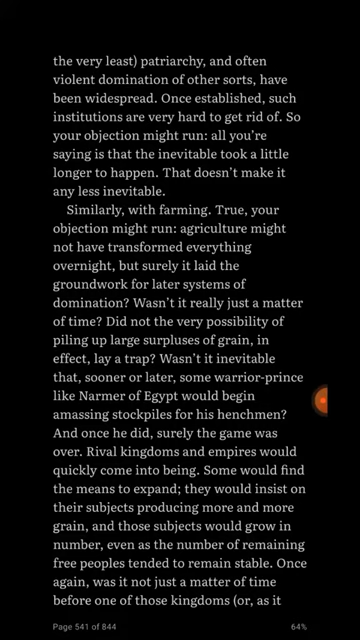 the very least) patriarchy, and often
violent domination of other sorts, have
been widespread. Once established, such
institutions are very hard to get rid of. So
your objection might run: all you’re
saying is that the inevitable took a little
longer to happen. That doesn’t make it
any less inevitable.
Similarly, with farming. True, your
objection might run: agriculture might
not have transformed everything
overnight, but surely it laid the
groundwork for later systems of
domination? Wasn’t it really just a matter
of time? Did not the very possibility of
piling up large surpluses of grain, in
effect, lay a trap? Wasn’t it inevitable
that, sooner or later, some warrior-prince
like Narmer of Egypt would begin
amassing stockpiles for his henchmen?
And once he did, surely the game was
over. Rival kingdoms and empires would
quickly come into being. Some would find
the means to expand; they would insist on
their subjects producing more and more
grain, and those subjects would grow in
number, even as the number of remaining
free peoples tended to remain stable. Once
again, was it not just a matter of time
before one of those kingdoms (or, as it
Page 541 of 844 64%